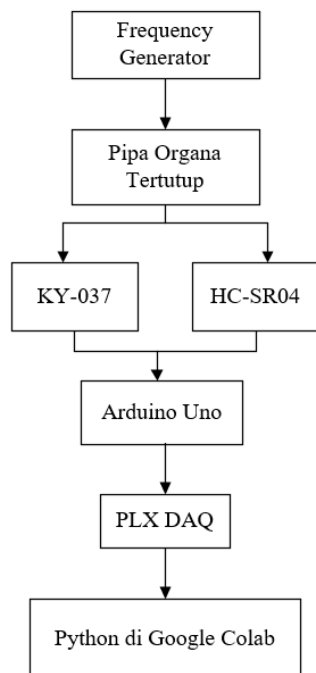 Frequency
Generator
Pipa Organa
Tertutup
KY-037
HC-SR04
Arduino Uno
PLX DAQ
Python di Google Colab